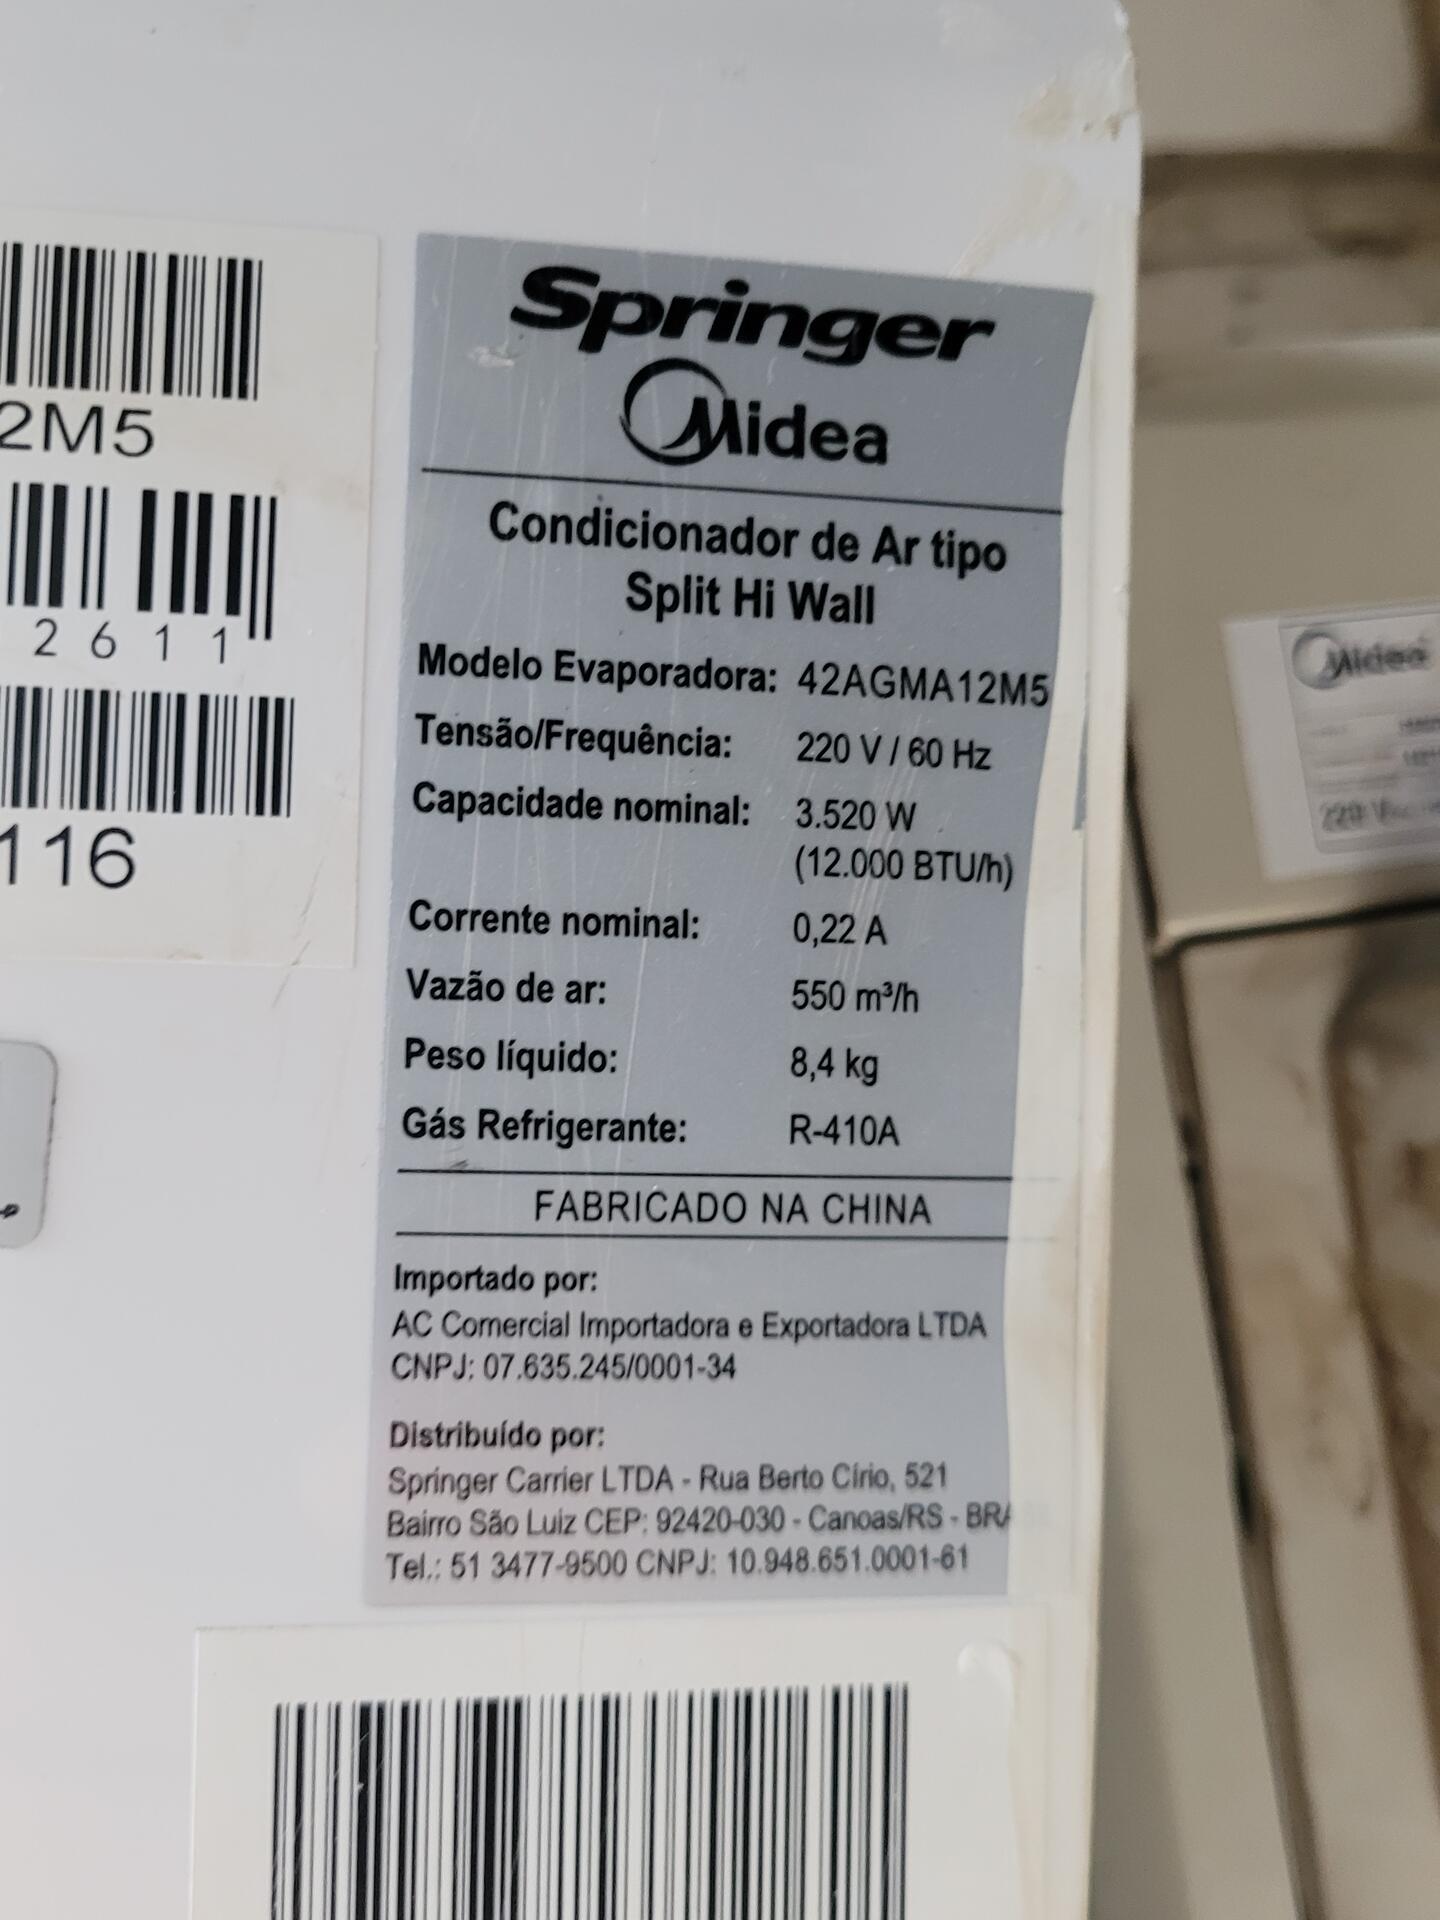 2M5
2611
116
Springer
Midea
Condicionador de Ar tipo
Split Hi Wall
Modelo Evaporadora: 42AGMA12M5
Tensão/Frequência: 220 V / 60 Hz
Capacidade nominal: 3.520 W
(12.000 BTU/h)
Corrente nominal: 0,22 A
Vazão de ar: 550 m³/h
Peso líquido: 8,4 kg
Gás Refrigerante: R-410A
FABRICADO NA CHINA
Importado por:
AC Comercial Importadora e Exportadora LTDA
CNPJ: 07.635.245/0001-34
Distribuído por:
Springer Carrier LTDA - Rua Berto Círio, 521
Bairro São Luiz CEP: 92420-030 - Canoas/RS - BRA
Tel.: 51 3477-9500 CNPJ: 10.948.651.0001-61
Midea
220 V